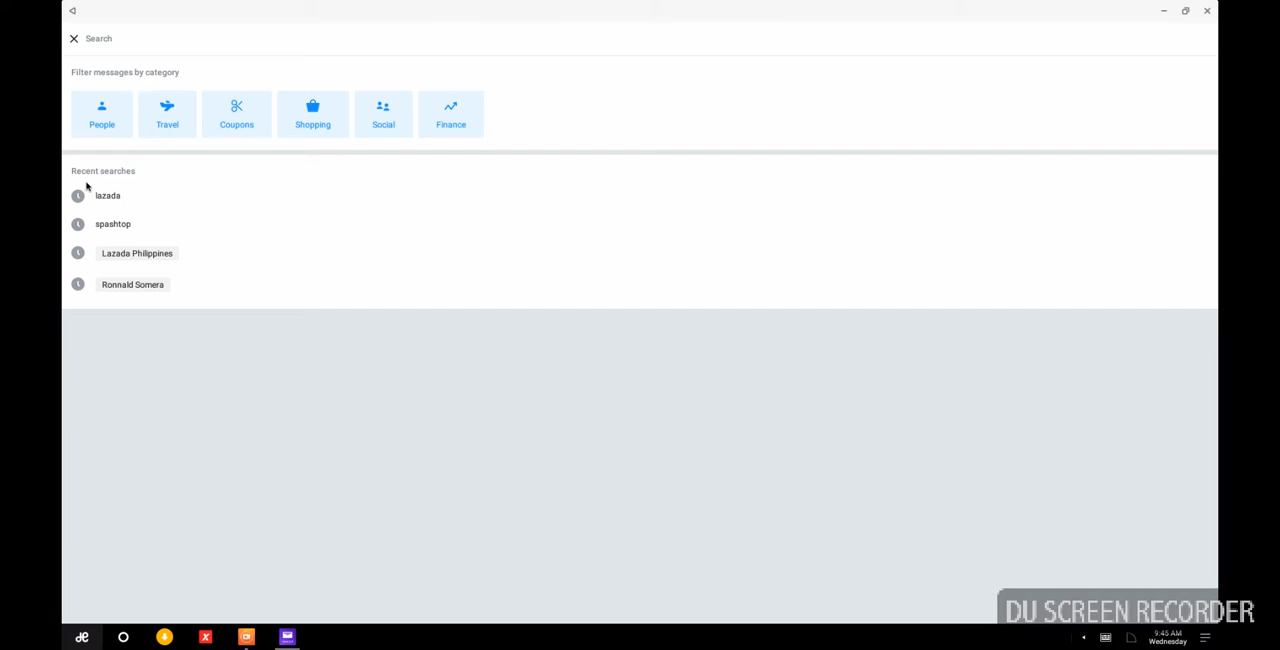 Search
Filter messages by category
People Travel Coupons Shopping Social Finance
Recent searches
lazada
spashtop
Lazada Philippines
Ronnald Somera
DU SCREEN RECORDER
9:45 AM
Wednesday